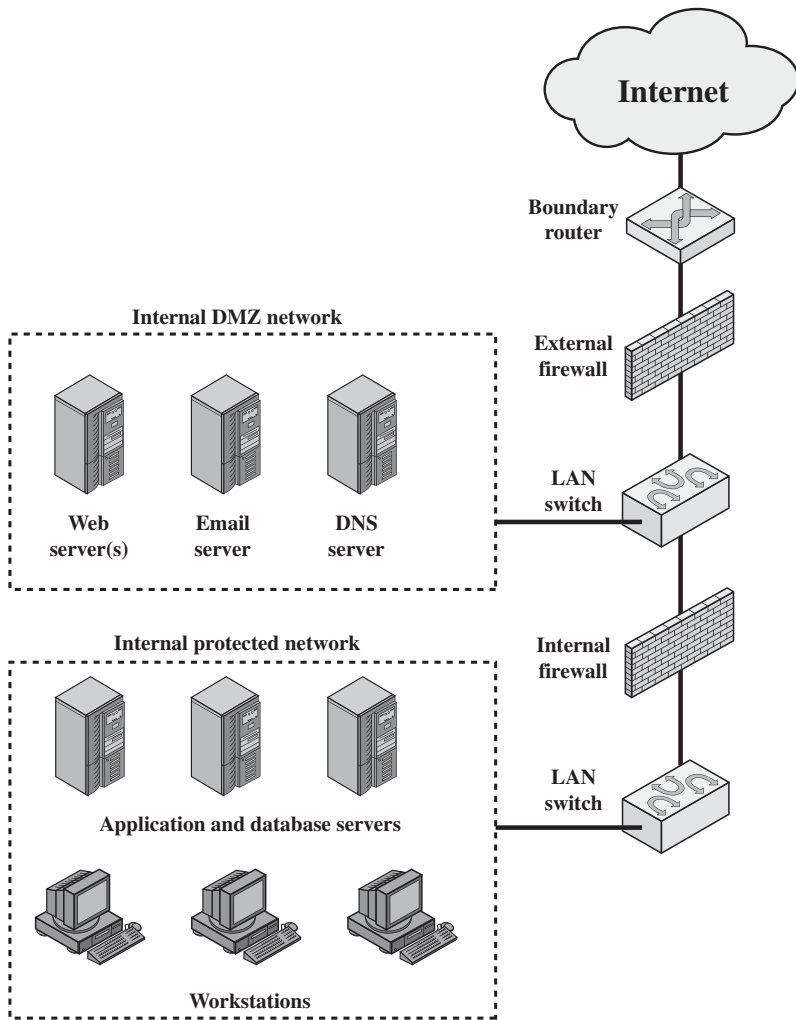 Internet
Boundary
router
Internal DMZ network
External
firewall
LAN
switch
Web
server(s)
Email
server
DNS
server
Internal protected network
Internal
firewall
LAN
switch
Application and database servers
Workstations